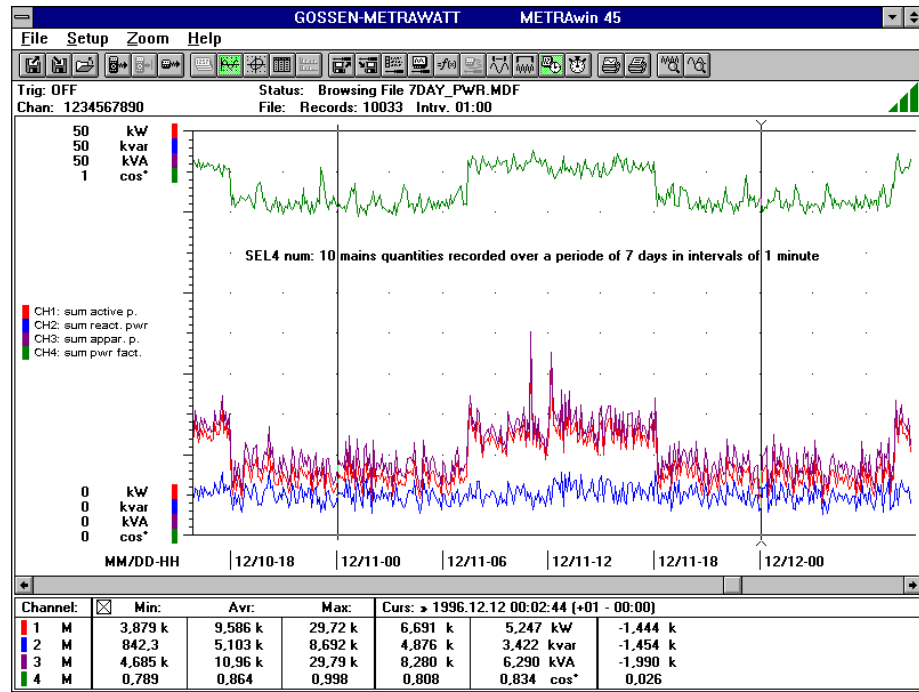 GOSSEN-METRAWATT METRAwin 45
File Setup Zoom Help
Trig: OFF Status: Browsing File 7DAY_PWR.MDF
Chan: 1234567890 File: Records: 10033 Intrv. 01:00
50 kW
50 kvar
50 kVA
1 cos*
SEL4 num: 10 mains quantities recorded over a periode of 7 days in intervals of 1 minute
CH1: sum active p.
CH2: sum react. pwr
CH3: sum appar. p.
CH4: sum pwr fact.
0 kW
0 kvar
0 kVA
0 cos*
MM/DD-HH 12/10-18 12/11-00 12/11-06 12/11-12 12/11-18 12/12-00
Channel: Min: Avr: Max: Curs: » 1996.12.12 00:02:44 (+01 - 00:00)
1 M 3,879 k 9,586 k 29,72 k 6,691 k 5,247 kW -1,444 k
2 M 842,3 5,103 k 8,692 k 4,876 k 3,422 kvar -1,454 k
3 M 4,685 k 10,96 k 29,79 k 8,280 k 6,290 kVA -1,990 k
4 M 0,789 0,864 0,998 0,808 0,834 cos* 0,026